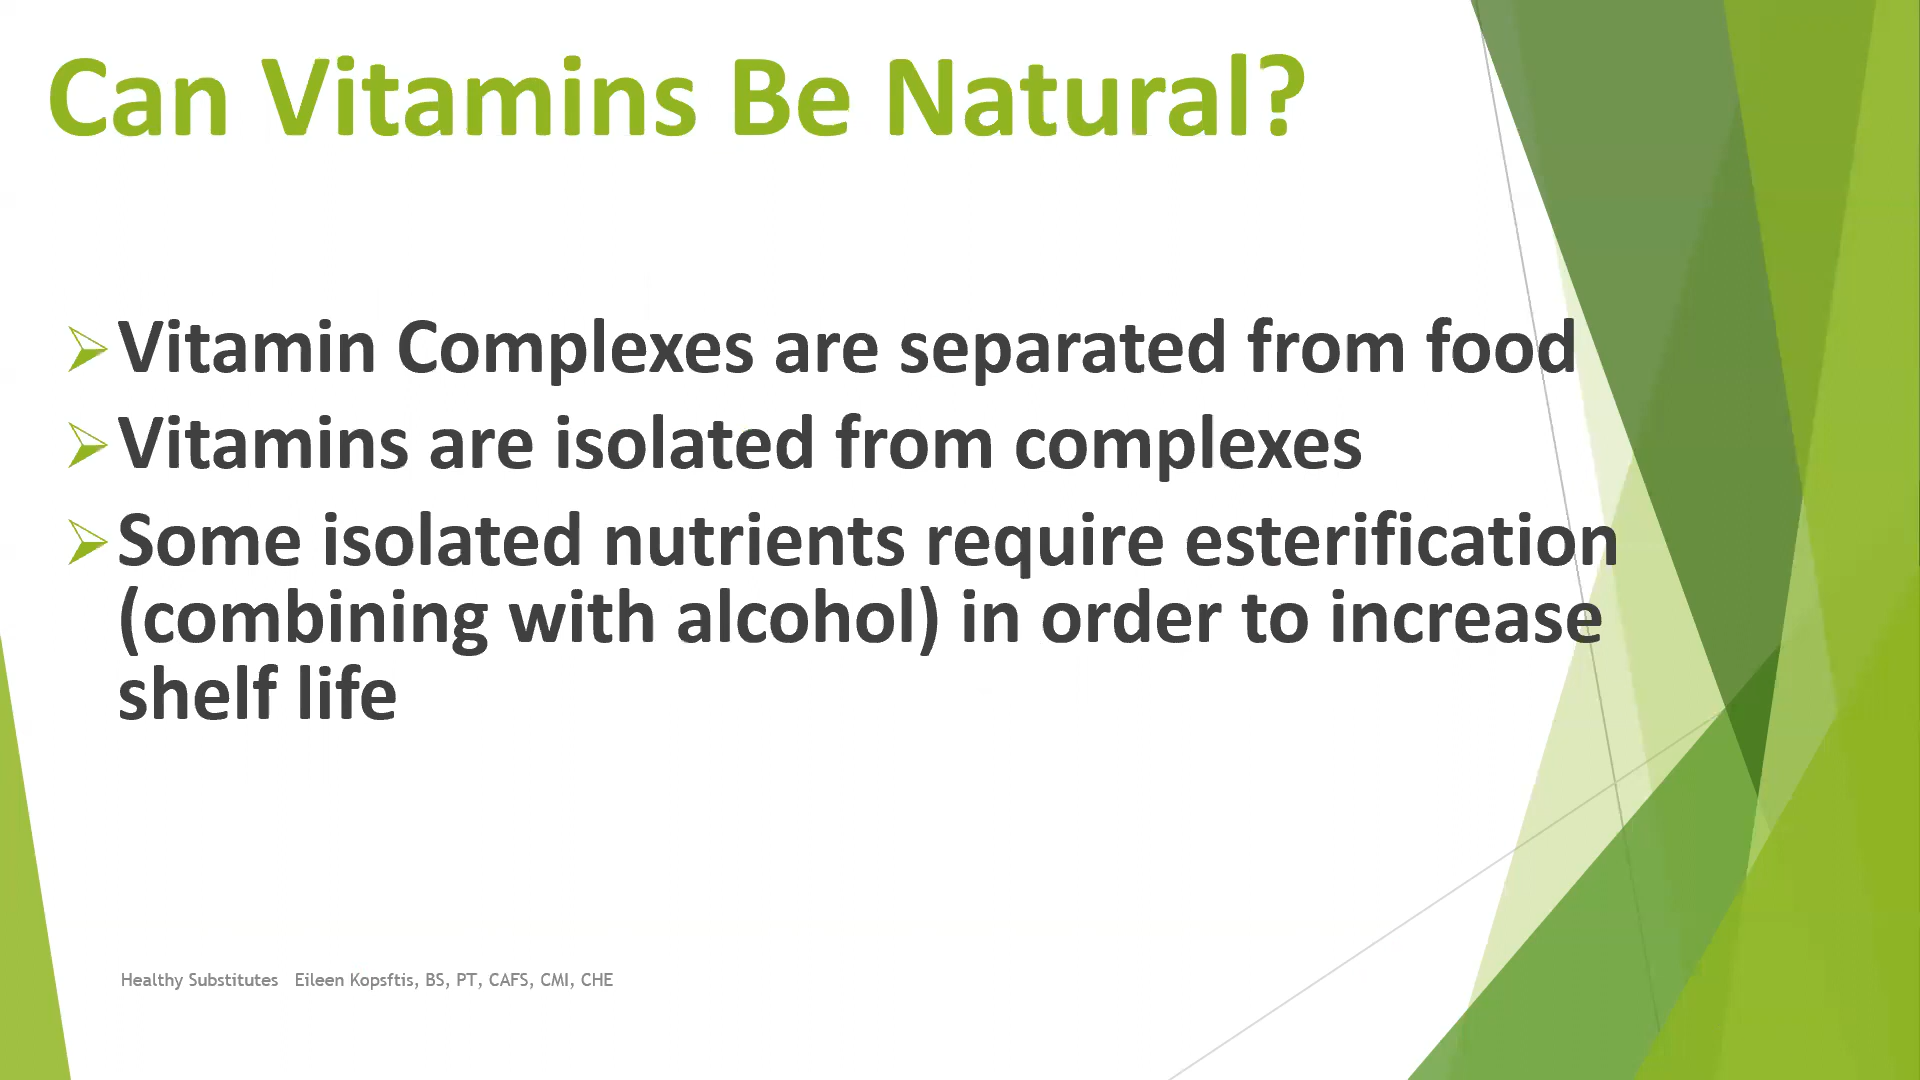 Can Vitamins Be Natural?
Vitamin Complexes are separated from food
Vitamins are isolated from complexes
Some isolated nutrients require esterification
(combining with alcohol) in order to increase
shelf life
Healthy Substitutes Eileen Kopsftis, BS, PT, CAFS, CMI, CHE